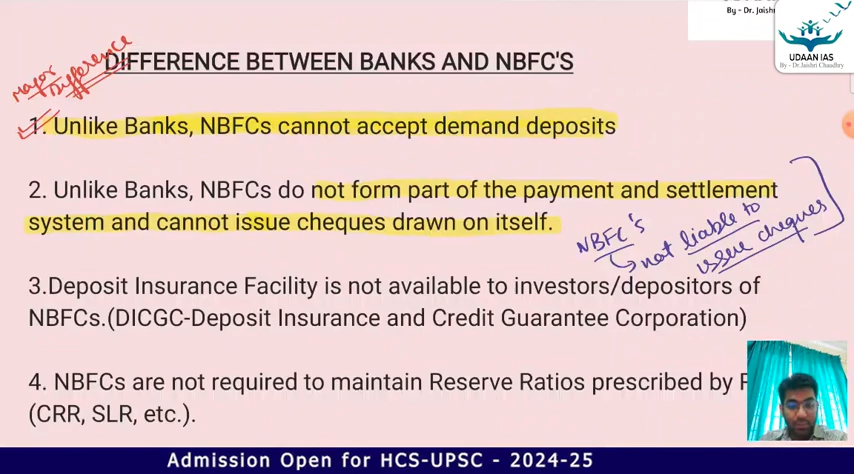 By - Dr. Jaishr
UDAAN IAS
By - Dr.Jaishri Chaudhry
DIFFERENCE BETWEEN BANKS AND NBFC'S
Major Difference
1. Unlike Banks, NBFCs cannot accept demand deposits
2. Unlike Banks, NBFCs do not form part of the payment and settlement
system and cannot issue cheques drawn on itself.
NBFC's
not liable to
issue cheques
3.Deposit Insurance Facility is not available to investors/depositors of
NBFCs.(DICGC-Deposit Insurance and Credit Guarantee Corporation)
4. NBFCs are not required to maintain Reserve Ratios prescribed by
(CRR, SLR, etc.).
Admission Open for HCS-UPSC - 2024-25